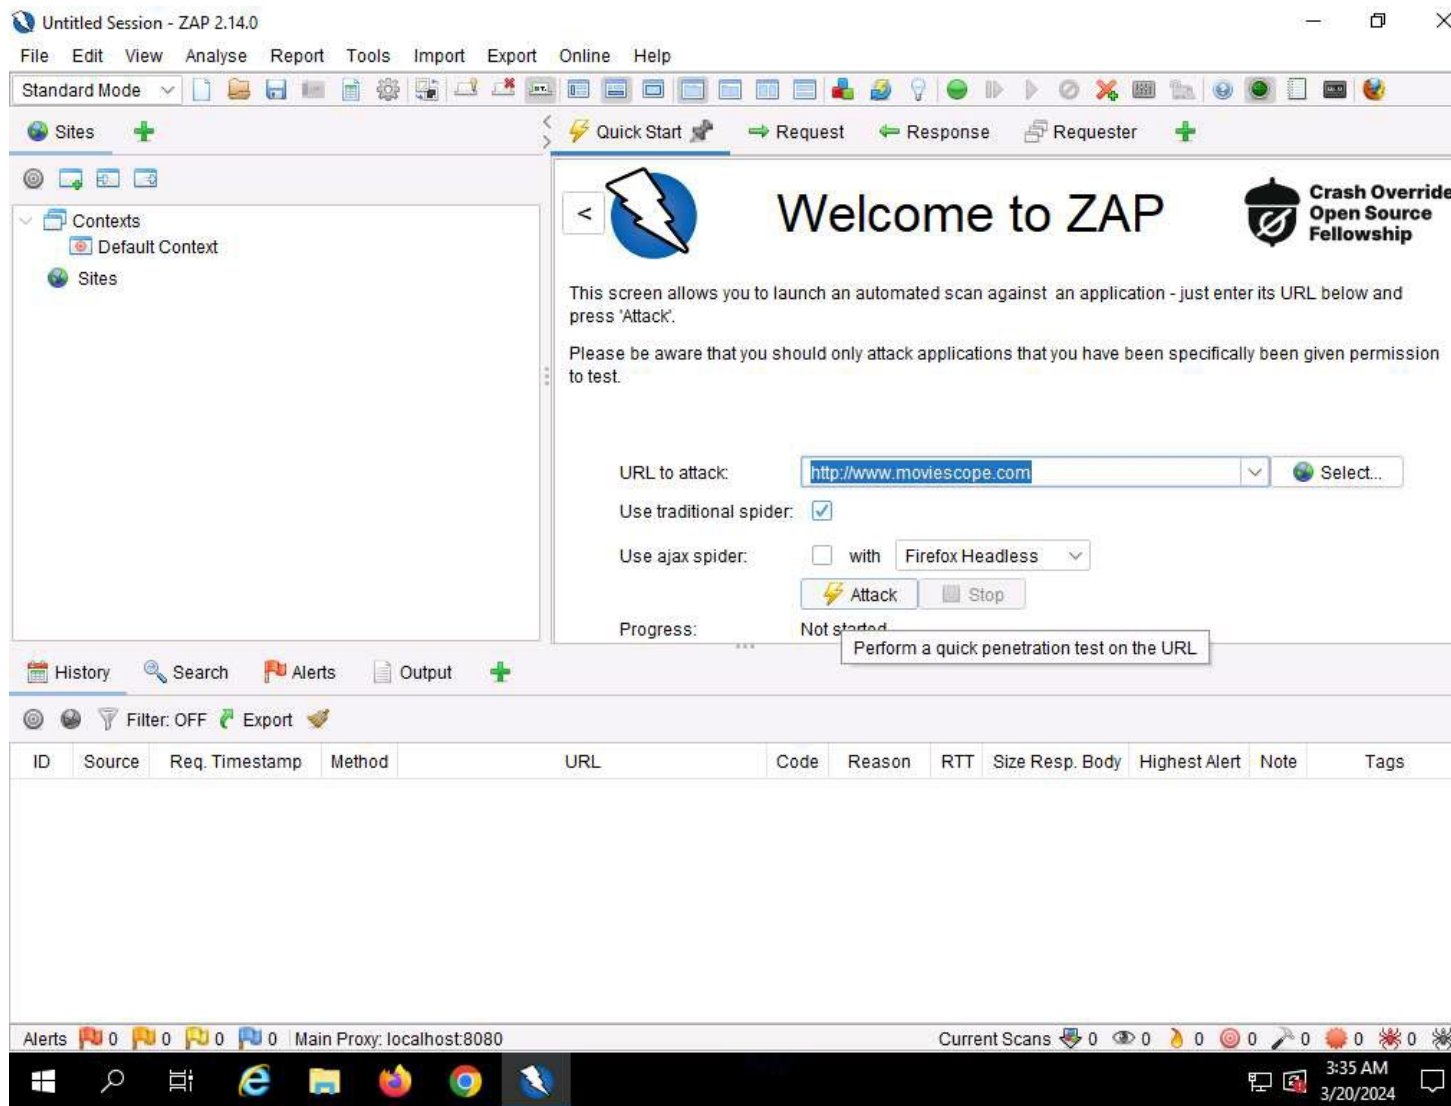 Untitled Session - ZAP 2.14.0
File Edit View Analyse Report Tools Import Export Online Help
Standard Mode
Sites
Quick Start Request Response Requester
Contexts
Default Context
Sites
<
Welcome to ZAP
Crash Override
Open Source
Fellowship
This screen allows you to launch an automated scan against an application - just enter its URL below and
press 'Attack'.
Please be aware that you should only attack applications that you have been specifically been given permission
to test.
URL to attack: http://www.moviescope.com Select...
Use traditional spider:
Use ajax spider: with Firefox Headless
Attack Stop
Progress: Not started
Perform a quick penetration test on the URL
History Search Alerts Output
Filter: OFF Export
ID Source Req. Timestamp Method URL Code Reason RTT Size Resp. Body Highest Alert Note Tags
Alerts 0 0 0 0 Main Proxy: localhost:8080 Current Scans 0 0 0 0 0 0 0
3:35 AM
3/20/2024